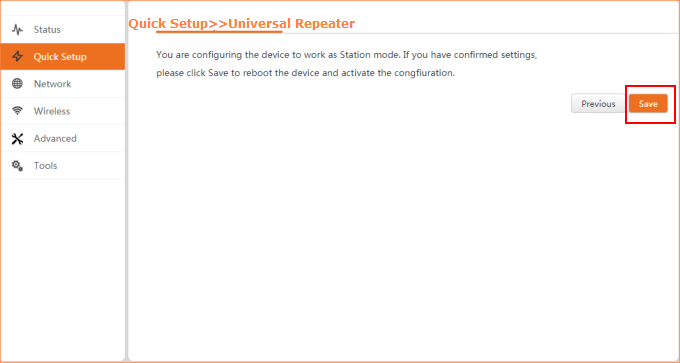 Quick Setup>>Universal Repeater
Status
Quick Setup
Network
Wireless
Advanced
Tools
You are configuring the device to work as Station mode. If you have confirmed settings,
please click Save to reboot the device and activate the congfiuration.
Previous
Save